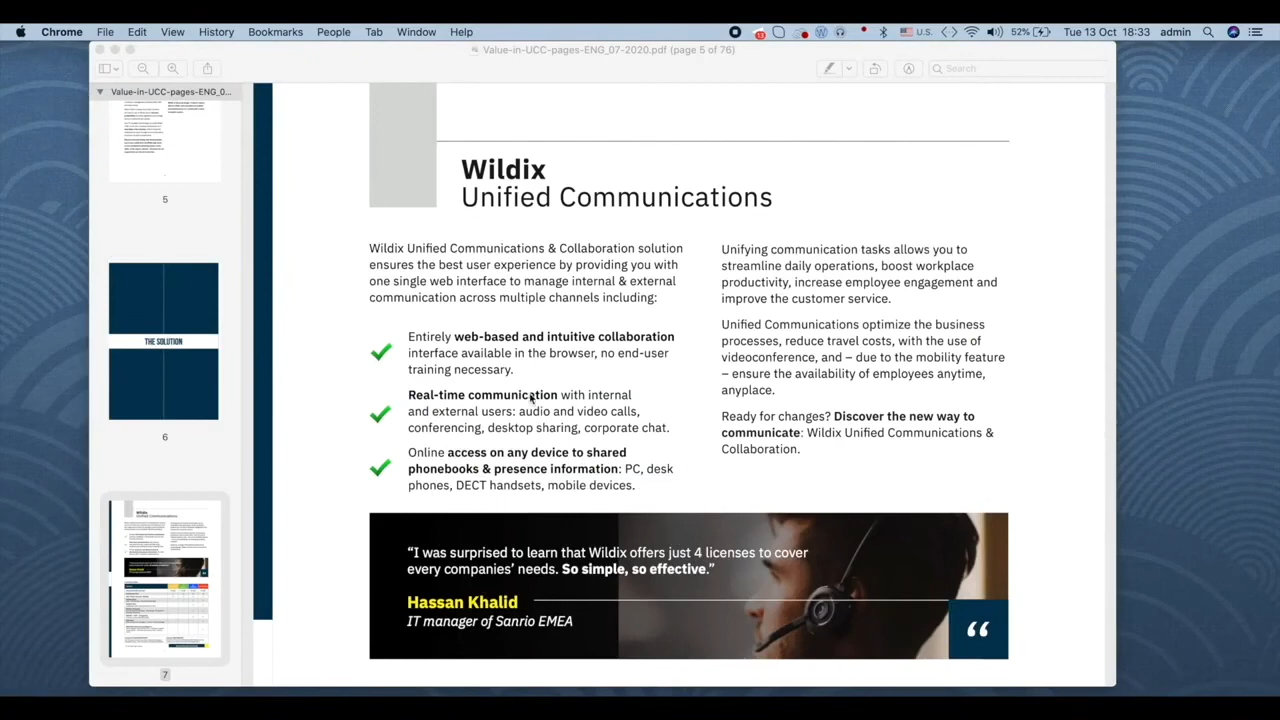 Chrome File Edit View History Bookmarks People Tab Window Help
U.S. 52% Tue 13 Oct 18:33 admin
Value-in-UCC-pages-ENG_07-2020.pdf (page 5 of 76)
Search
Value-in-UCC-pages-ENG_0...
5
THE SOLUTION
6
7
Wildix
Unified Communications
Wildix Unified Communications & Collaboration solution
ensures the best user experience by providing you with
one single web interface to manage internal & external
communication across multiple channels including:
Entirely web-based and intuitive collaboration
interface available in the browser, no end-user
training necessary.
Real-time communication with internal
and external users: audio and video calls,
conferencing, desktop sharing, corporate chat.
Online access on any device to shared
phonebooks & presence information: PC, desk
phones, DECT handsets, mobile devices.
Unifying communication tasks allows you to
streamline daily operations, boost workplace
productivity, increase employee engagement and
improve the customer service.
Unified Communications optimize the business
processes, reduce travel costs, with the use of
videoconference, and – due to the mobility feature
– ensure the availability of employees anytime,
anyplace.
Ready for changes? Discover the new way to
communicate: Wildix Unified Communications &
Collaboration.
“I was surprised to learn that Wildix offers just 4 licenses to cover
every companies’ needs. So simple, so effective.”
Hassan Khalid
IT manager of Sanrio EMEA
“